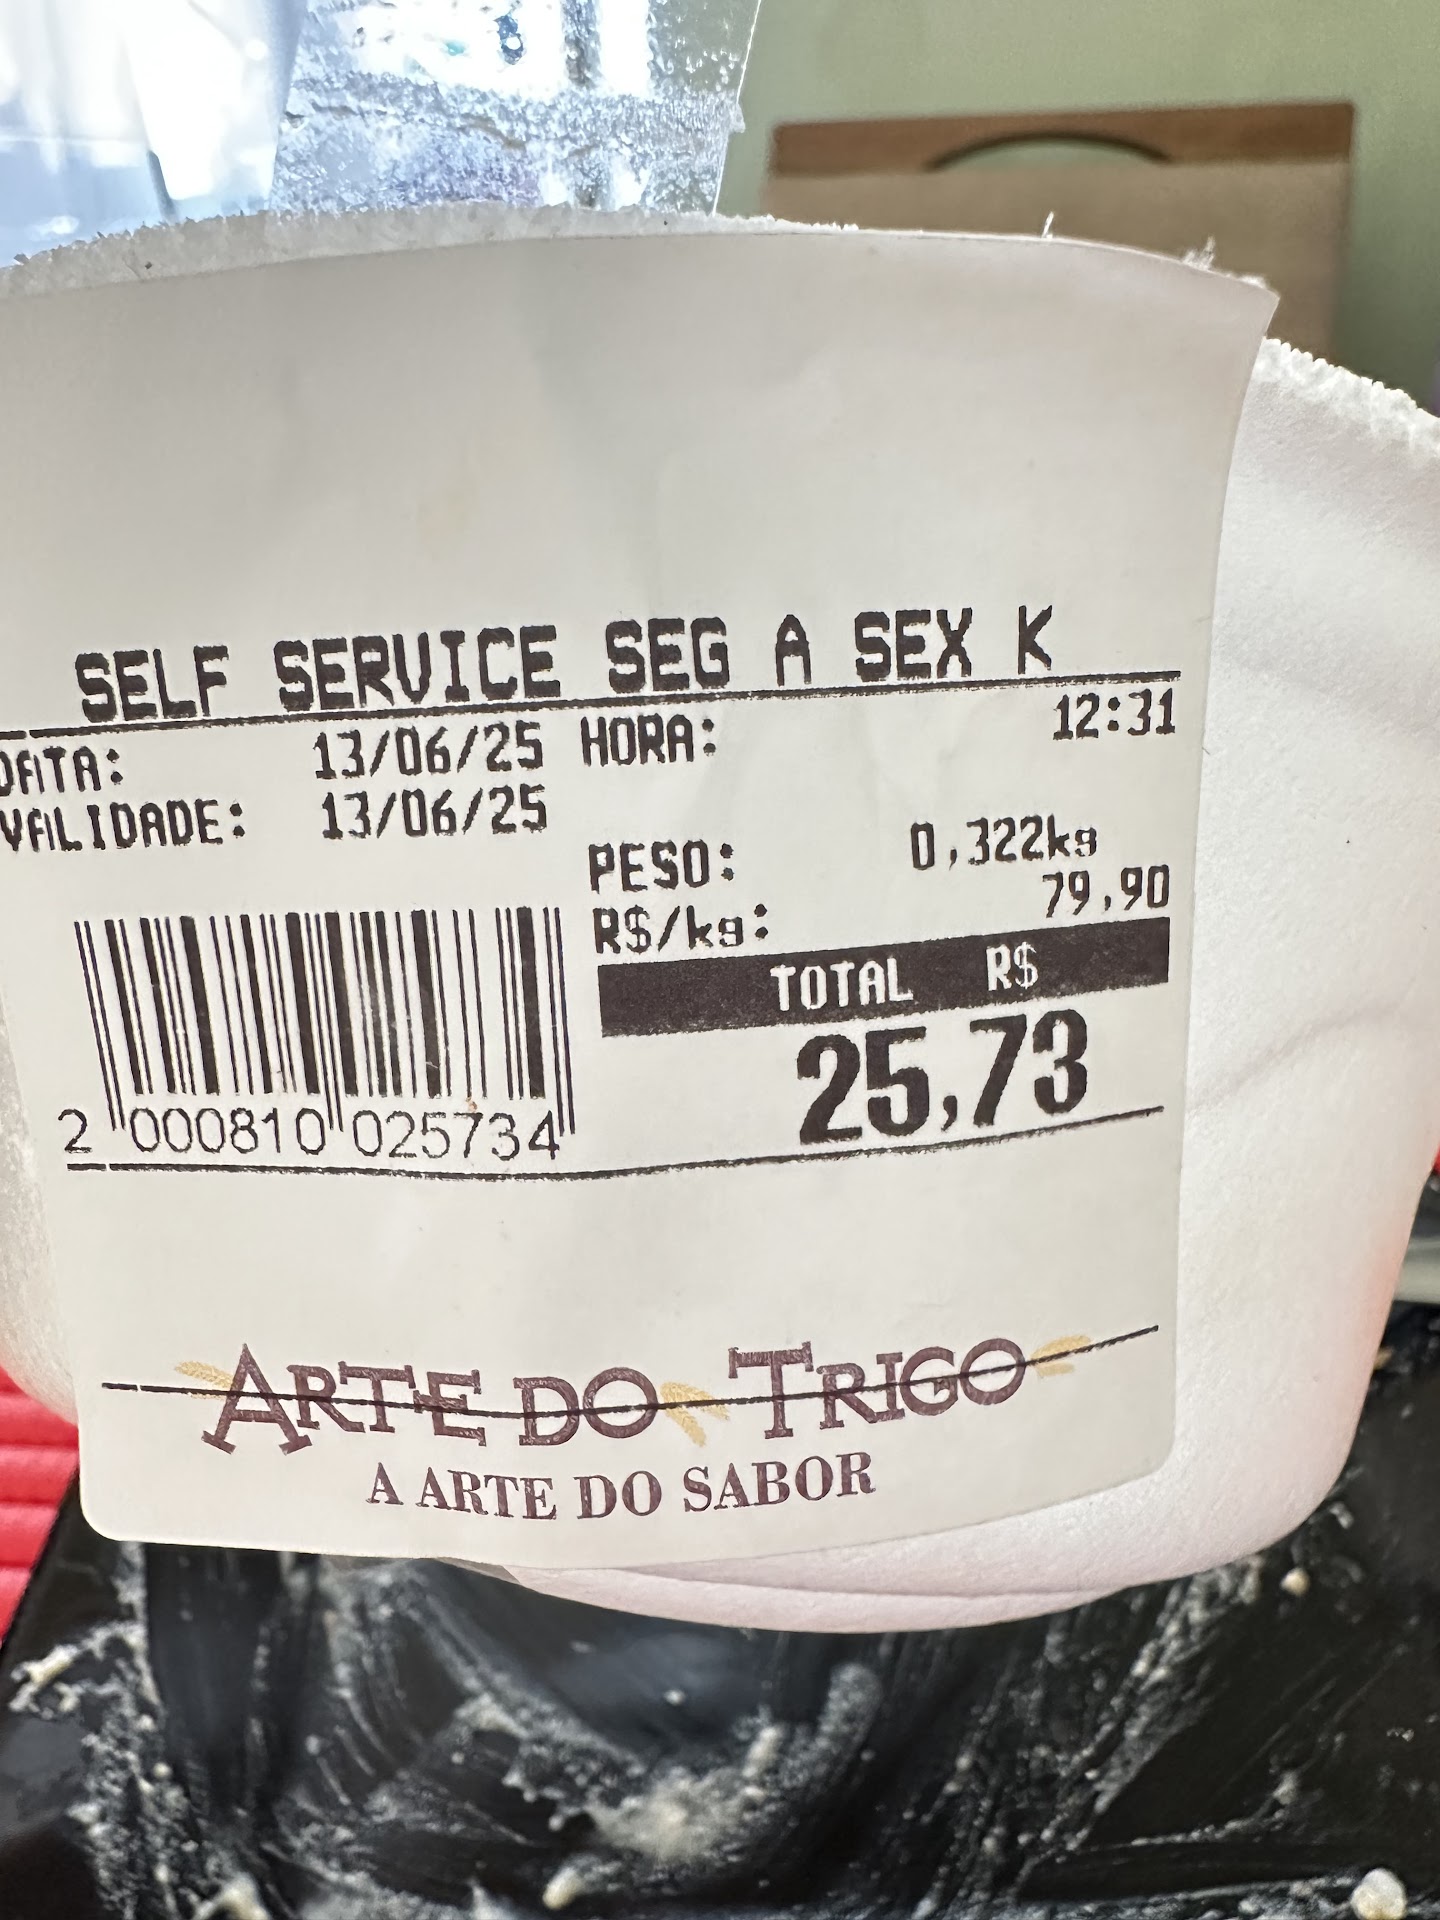 SELF SERVICE SEG A SEX K
DATA: 13/06/25 HORA: 12:31
VALIDADE: 13/06/25
PESO: 0,322kg
R$/kg: 79,90
TOTAL R$
25,73
2 000810 025734
ARTE DO TRIGO
A ARTE DO SABOR